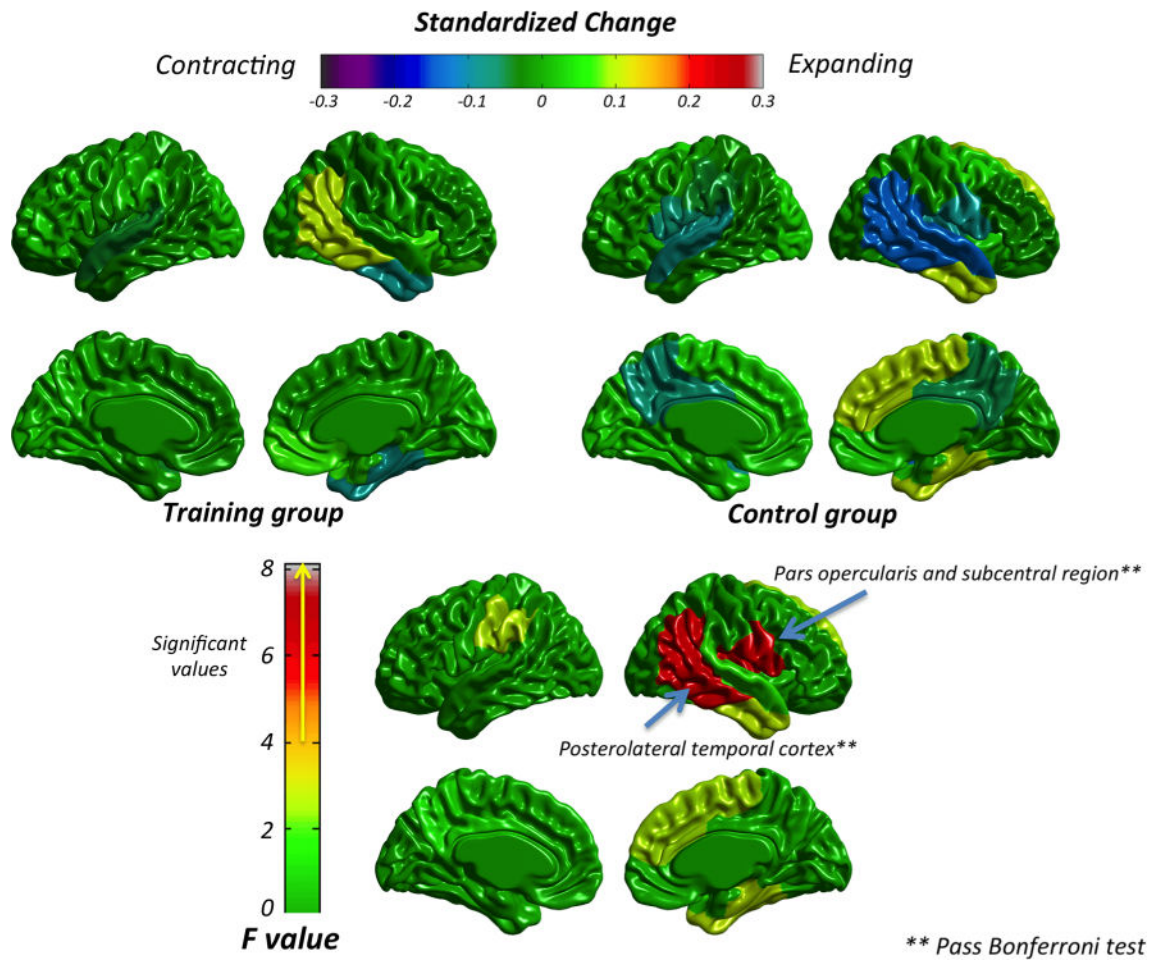 Standardized Change
Contracting
Expanding
-0.3 -0.2 -0.1 0 0.1 0.2 0.3
Training group
Control group
8
6
4
2
0
Significant
values
F value
Pars opercularis and subcentral region**
Posterolateral temporal cortex**
** Pass Bonferroni test